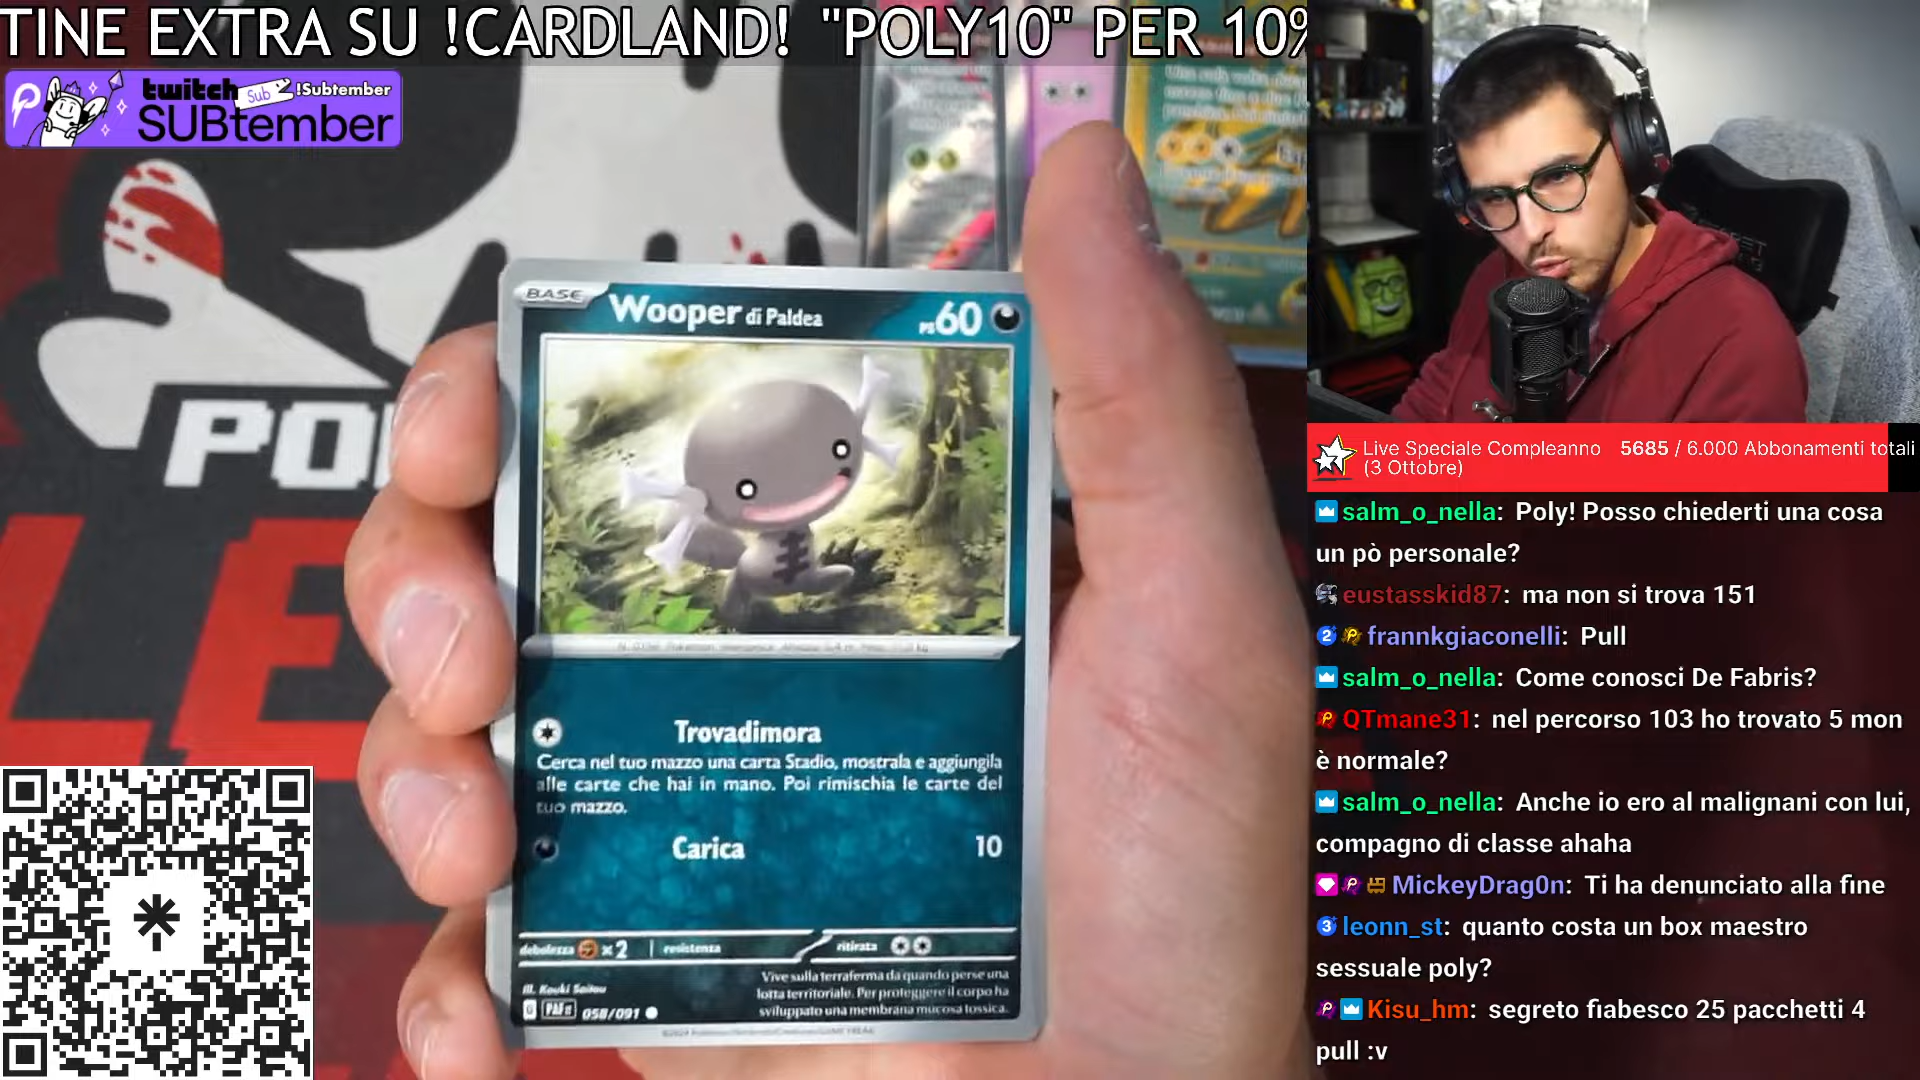 TINE EXTRA SU !CARDLAND! "POLY10" PER 10%
twitch Sub !Subtember
SUBtember
BASE Wooper di Paldea PS60
Trovadimora
Cerca nel tuo mazzo una carta Stadio, mostrala e aggiungila
alle carte che hai in mano. Poi rimischia le carte del
tuo mazzo.
Carica 10
debolezza x2 resistenza ritirata
Vive sulla terraferma da quando perse una
lotta territoriale. Per proteggere il corpo ha
sviluppato una membrana mucosa tossica.
Ill. Kouki Saitou
G PAF IT 058/091
PO
LE
Live Speciale Compleanno 5685 / 6.000 Abbonamenti totali
(3 Ottobre)
salm_o_nella: Poly! Posso chiederti una cosa
un pò personale?
eustasskid87: ma non si trova 151
2 frannkgiaconelli: Pull
salm_o_nella: Come conosci De Fabris?
QTmane31: nel percorso 103 ho trovato 5 mon
è normale?
salm_o_nella: Anche io ero al malignani con lui,
compagno di classe ahaha
MickeyDrag0n: Ti ha denunciato alla fine
3 leonn_st: quanto costa un box maestro
sessuale poly?
Kisu_hm: segreto fiabesco 25 pacchetti 4
pull :v